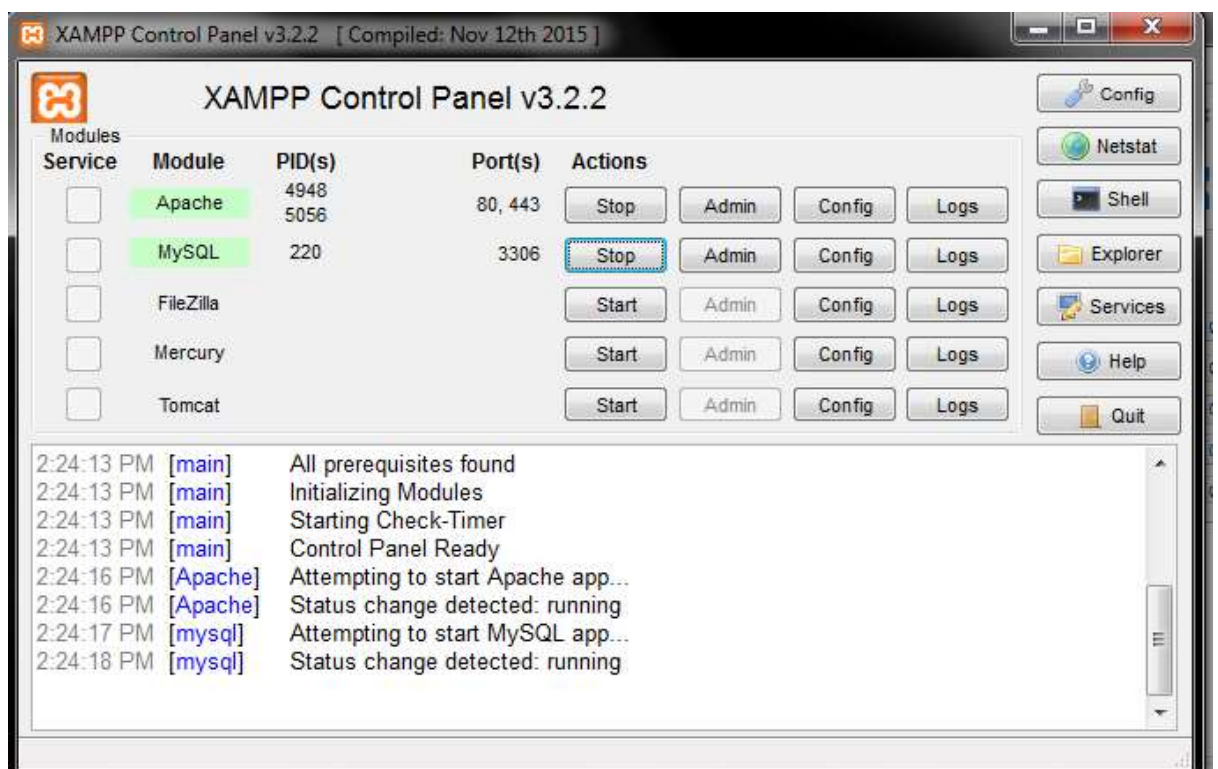 XAMPP Control Panel v3.2.2 [ Compiled: Nov 12th 2015 ]
XAMPP Control Panel v3.2.2
Config
Modules
Netstat
Service Module PID(s) Port(s) Actions
Apache 4948 5056 80, 443 Stop Admin Config Logs
Shell
MySQL 220 3306 Stop Admin Config Logs
Explorer
FileZilla Start Admin Config Logs
Services
Mercury Start Admin Config Logs
Help
Tomcat Start Admin Config Logs
Quit
2:24:13 PM [main] All prerequisites found
2:24:13 PM [main] Initializing Modules
2:24:13 PM [main] Starting Check-Timer
2:24:13 PM [main] Control Panel Ready
2:24:16 PM [Apache] Attempting to start Apache app...
2:24:16 PM [Apache] Status change detected: running
2:24:17 PM [mysql] Attempting to start MySQL app...
2:24:18 PM [mysql] Status change detected: running